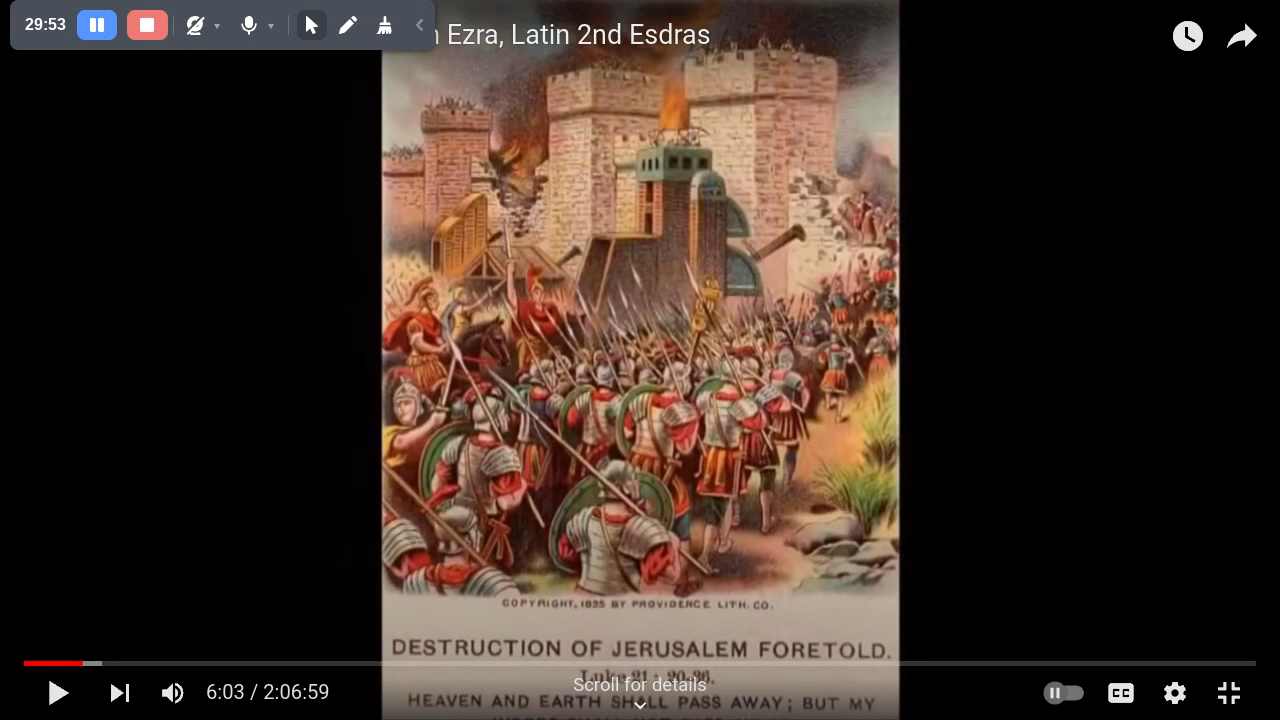 29:53
Ezra, Latin 2nd Esdras
COPYRIGHT, 1895 BY PROVIDENCE LITH. CO.
DESTRUCTION OF JERUSALEM FORETOLD.
Scroll for details
HEAVEN AND EARTH SHALL PASS AWAY; BUT MY
6:03 / 2:06:59
CC